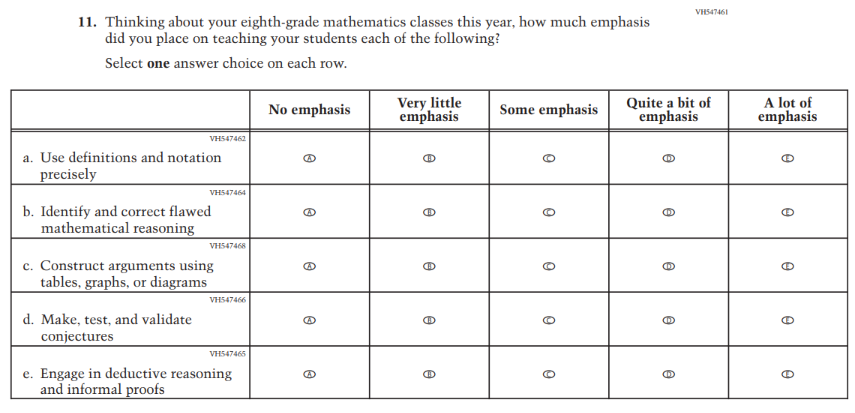 VH547461
11. Thinking about your eighth-grade mathematics classes this year, how much emphasis
did you place on teaching your students each of the following?
Select one answer choice on each row.
No emphasis
Very little
emphasis
Some emphasis
Quite a bit of
emphasis
A lot of
emphasis
VH547462
a. Use definitions and notation
precisely
A B C D E
VH547464
b. Identify and correct flawed
mathematical reasoning
A B C D E
VH547468
c. Construct arguments using
tables, graphs, or diagrams
A B C D E
VH547466
d. Make, test, and validate
conjectures
A B C D E
VH547465
e. Engage in deductive reasoning
and informal proofs
A B C D E